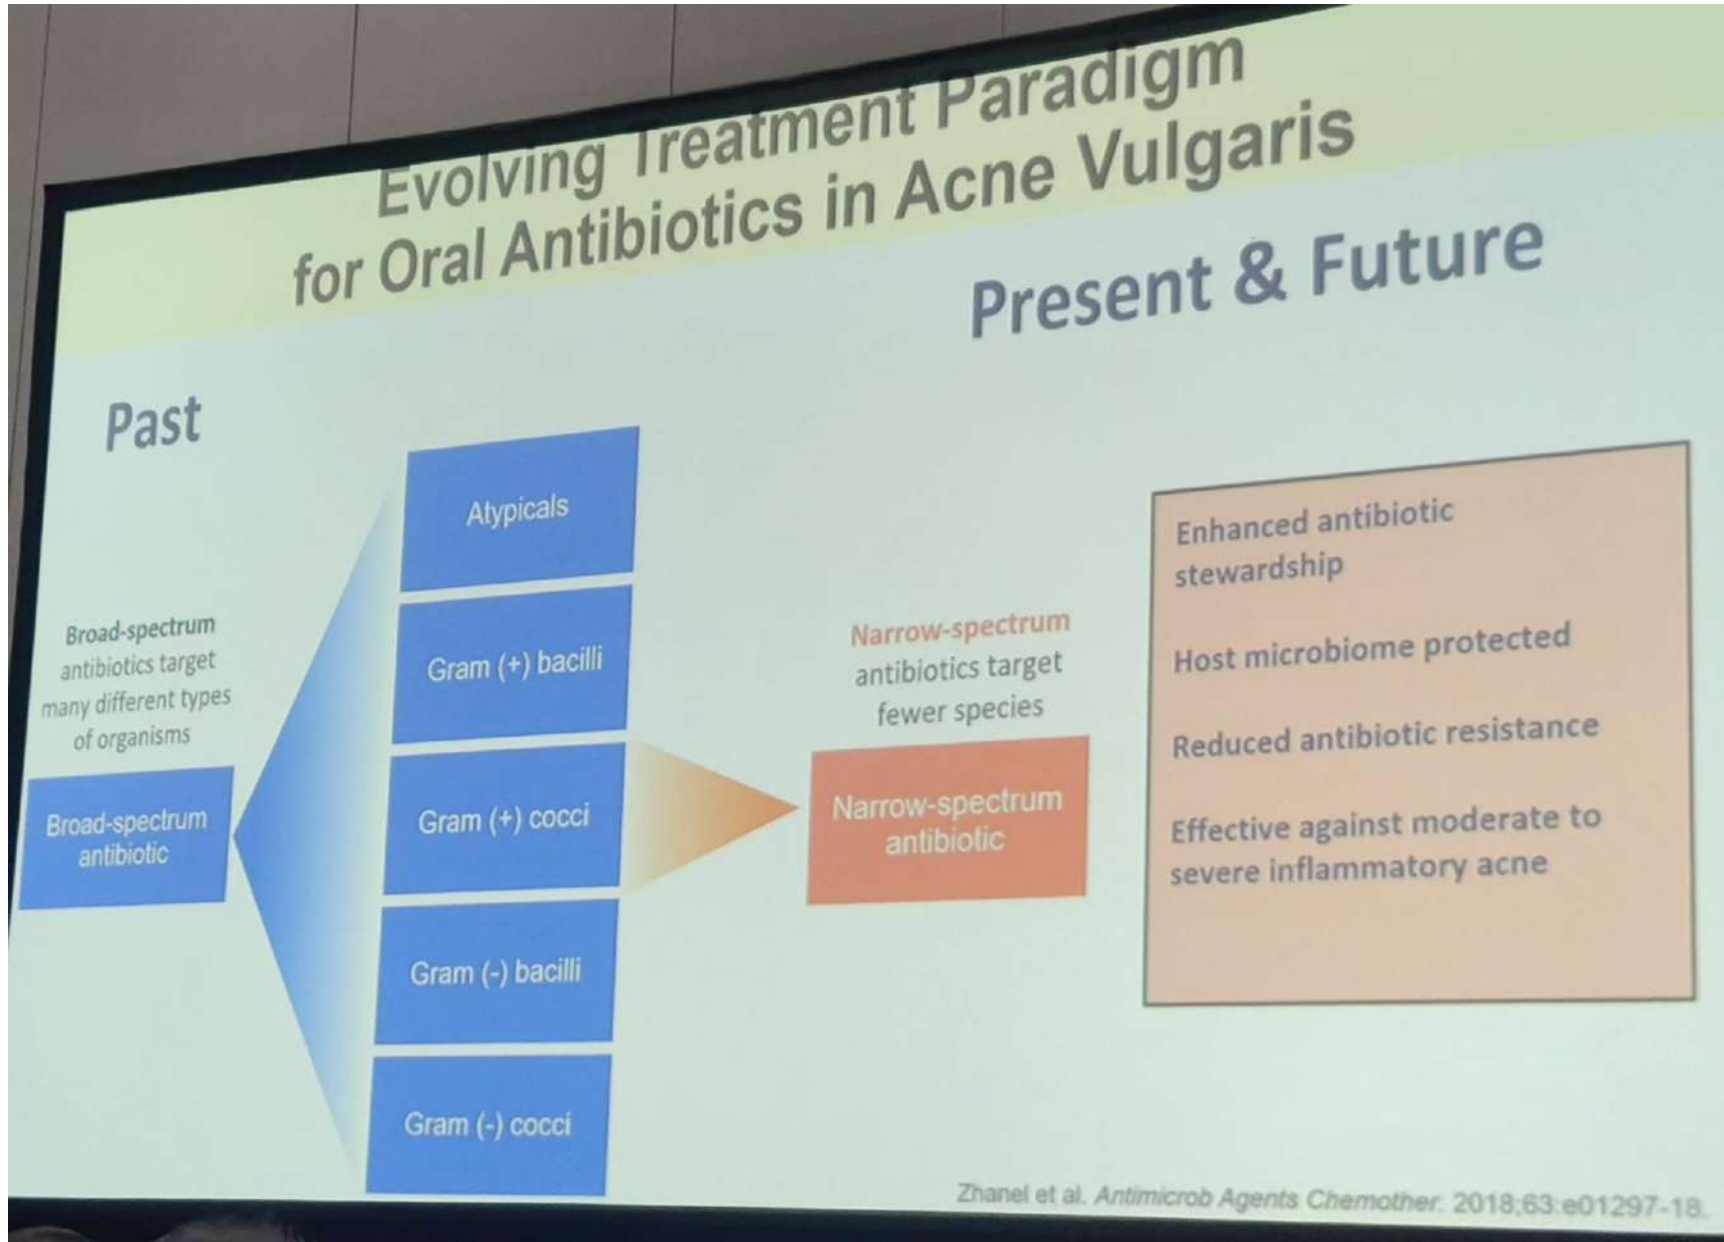 Evolving Treatment Paradigm
for Oral Antibiotics in Acne Vulgaris
Past
Present & Future
Broad-spectrum
antibiotics target
many different types
of organisms
Broad-spectrum
antibiotic
Atypicals
Gram (+) bacilli
Gram (+) cocci
Gram (-) bacilli
Gram (-) cocci
Narrow-spectrum
antibiotics target
fewer species
Narrow-spectrum
antibiotic
Enhanced antibiotic
stewardship
Host microbiome protected
Reduced antibiotic resistance
Effective against moderate to
severe inflammatory acne
Zhanel et al. Antimicrob Agents Chemother. 2018;63:e01297-18.